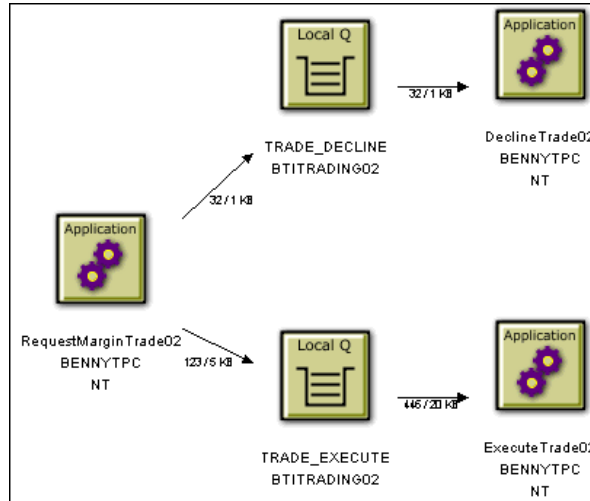 Local Q
TRADE_DECLINE
BTITRADING02
32 / 1 KB
Application
DeclineTrade02
BENNYTPC
NT
32 / 1 KB
Application
RequestMarginTrade02
BENNYTPC
NT
123 / 5 KB
Local Q
TRADE_EXECUTE
BTITRADING02
446 / 20 KB
Application
ExecuteTrade02
BENNYTPC
NT